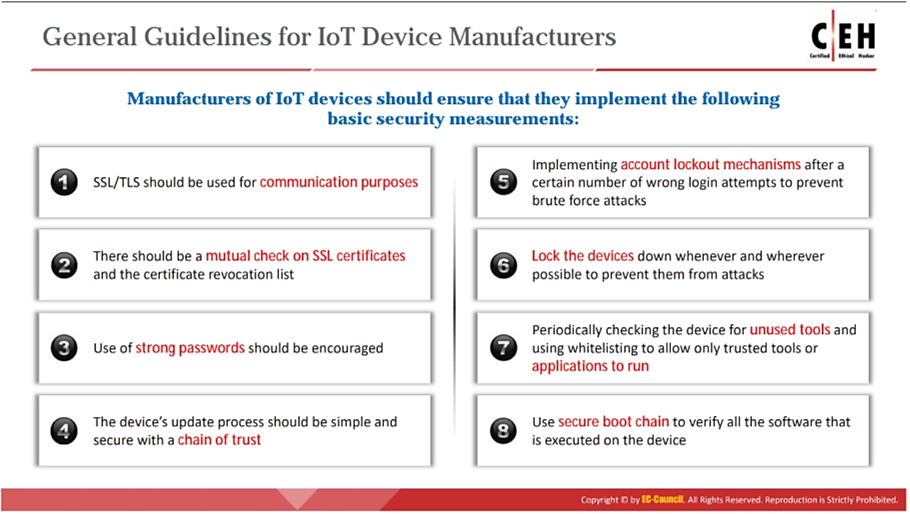 General Guidelines for IoT Device Manufacturers
CEH
Certified Ethical Hacker
Manufacturers of IoT devices should ensure that they implement the following
basic security measurements:
1
SSL/TLS should be used for communication purposes
2
There should be a mutual check on SSL certificates
and the certificate revocation list
3
Use of strong passwords should be encouraged
4
The device’s update process should be simple and
secure with a chain of trust
5
Implementing account lockout mechanisms after a
certain number of wrong login attempts to prevent
brute force attacks
6
Lock the devices down whenever and wherever
possible to prevent them from attacks
7
Periodically checking the device for unused tools and
using whitelisting to allow only trusted tools or
applications to run
8
Use secure boot chain to verify all the software that
is executed on the device
Copyright © by EC-Council. All Rights Reserved. Reproduction is Strictly Prohibited.